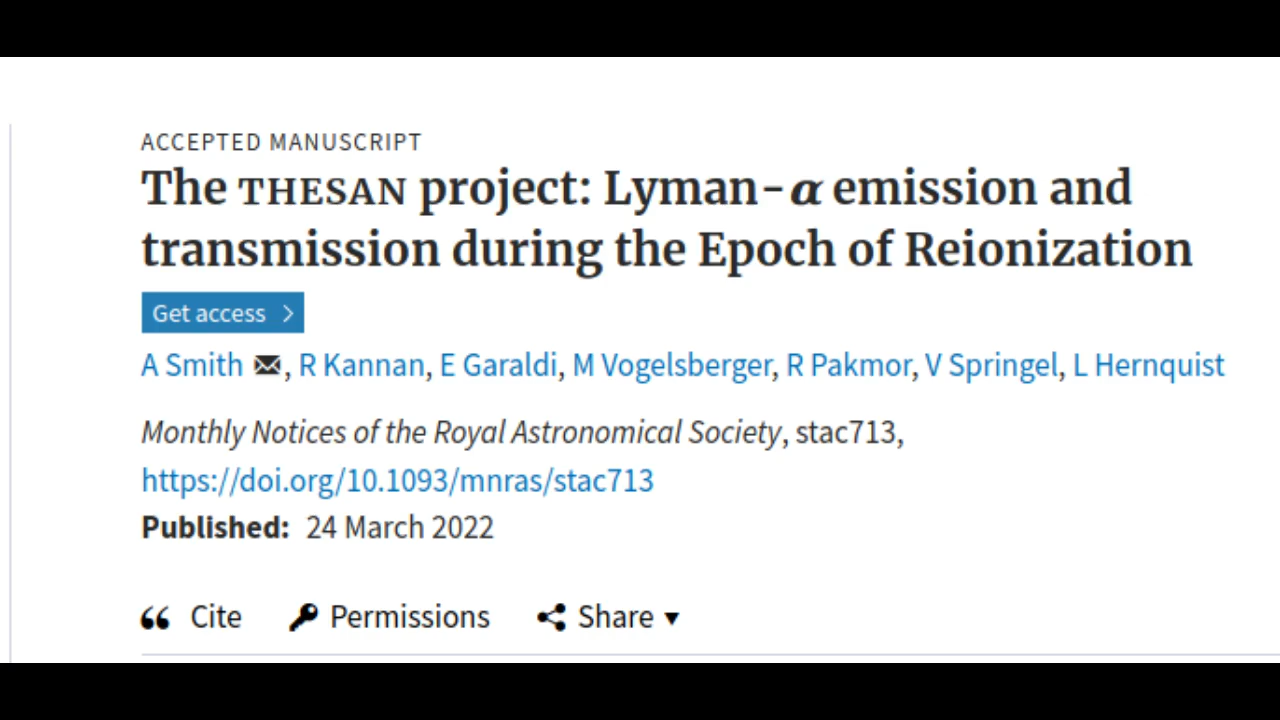 ACCEPTED MANUSCRIPT
The THESAN project: Lyman-α emission and
transmission during the Epoch of Reionization
Get access
A Smith, R Kannan, E Garaldi, M Vogelsberger, R Pakmor, V Springel, L Hernquist
Monthly Notices of the Royal Astronomical Society, stac713,
https://doi.org/10.1093/mnras/stac713
Published: 24 March 2022
Cite Permissions Share